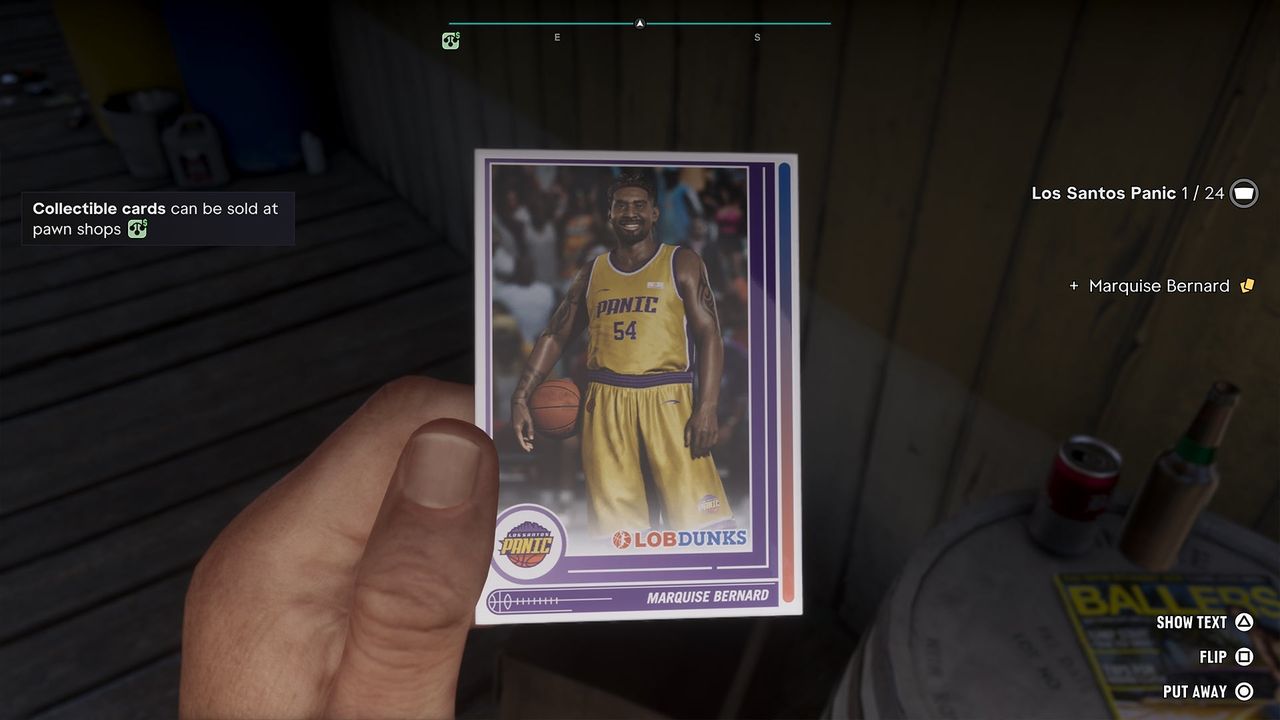 E
S
Collectible cards can be sold at
pawn shops
Los Santos Panic 1 / 24
+ Marquise Bernard
PANIC
54
PANIC
LOS SANTOS
PANIC
LOBDUNKS
MARQUISE BERNARD
BALLERS
SHOW TEXT
FLIP
PUT AWAY